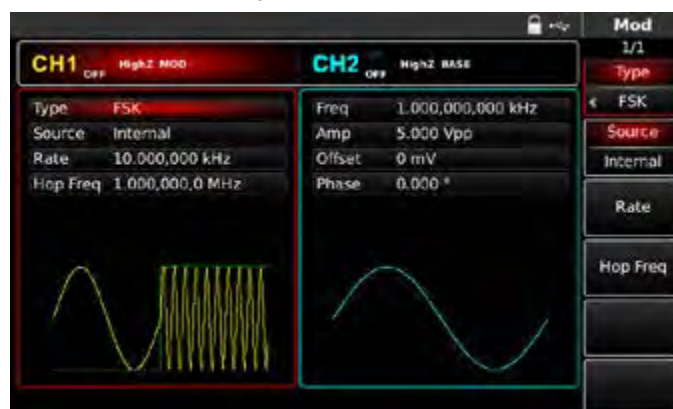 Mod
1/1
CH1 OFF HighZ MOD
CH2 OFF HighZ BASE
Type FSK
Source Internal
Rate 10.000,000 kHz
Hop Freq 1.000,000,0 MHz
Freq 1.000,000,000 kHz
Amp 5.000 Vpp
Offset 0 mV
Phase 0.000 °
Type
FSK
Source
Internal
Rate
Hop Freq